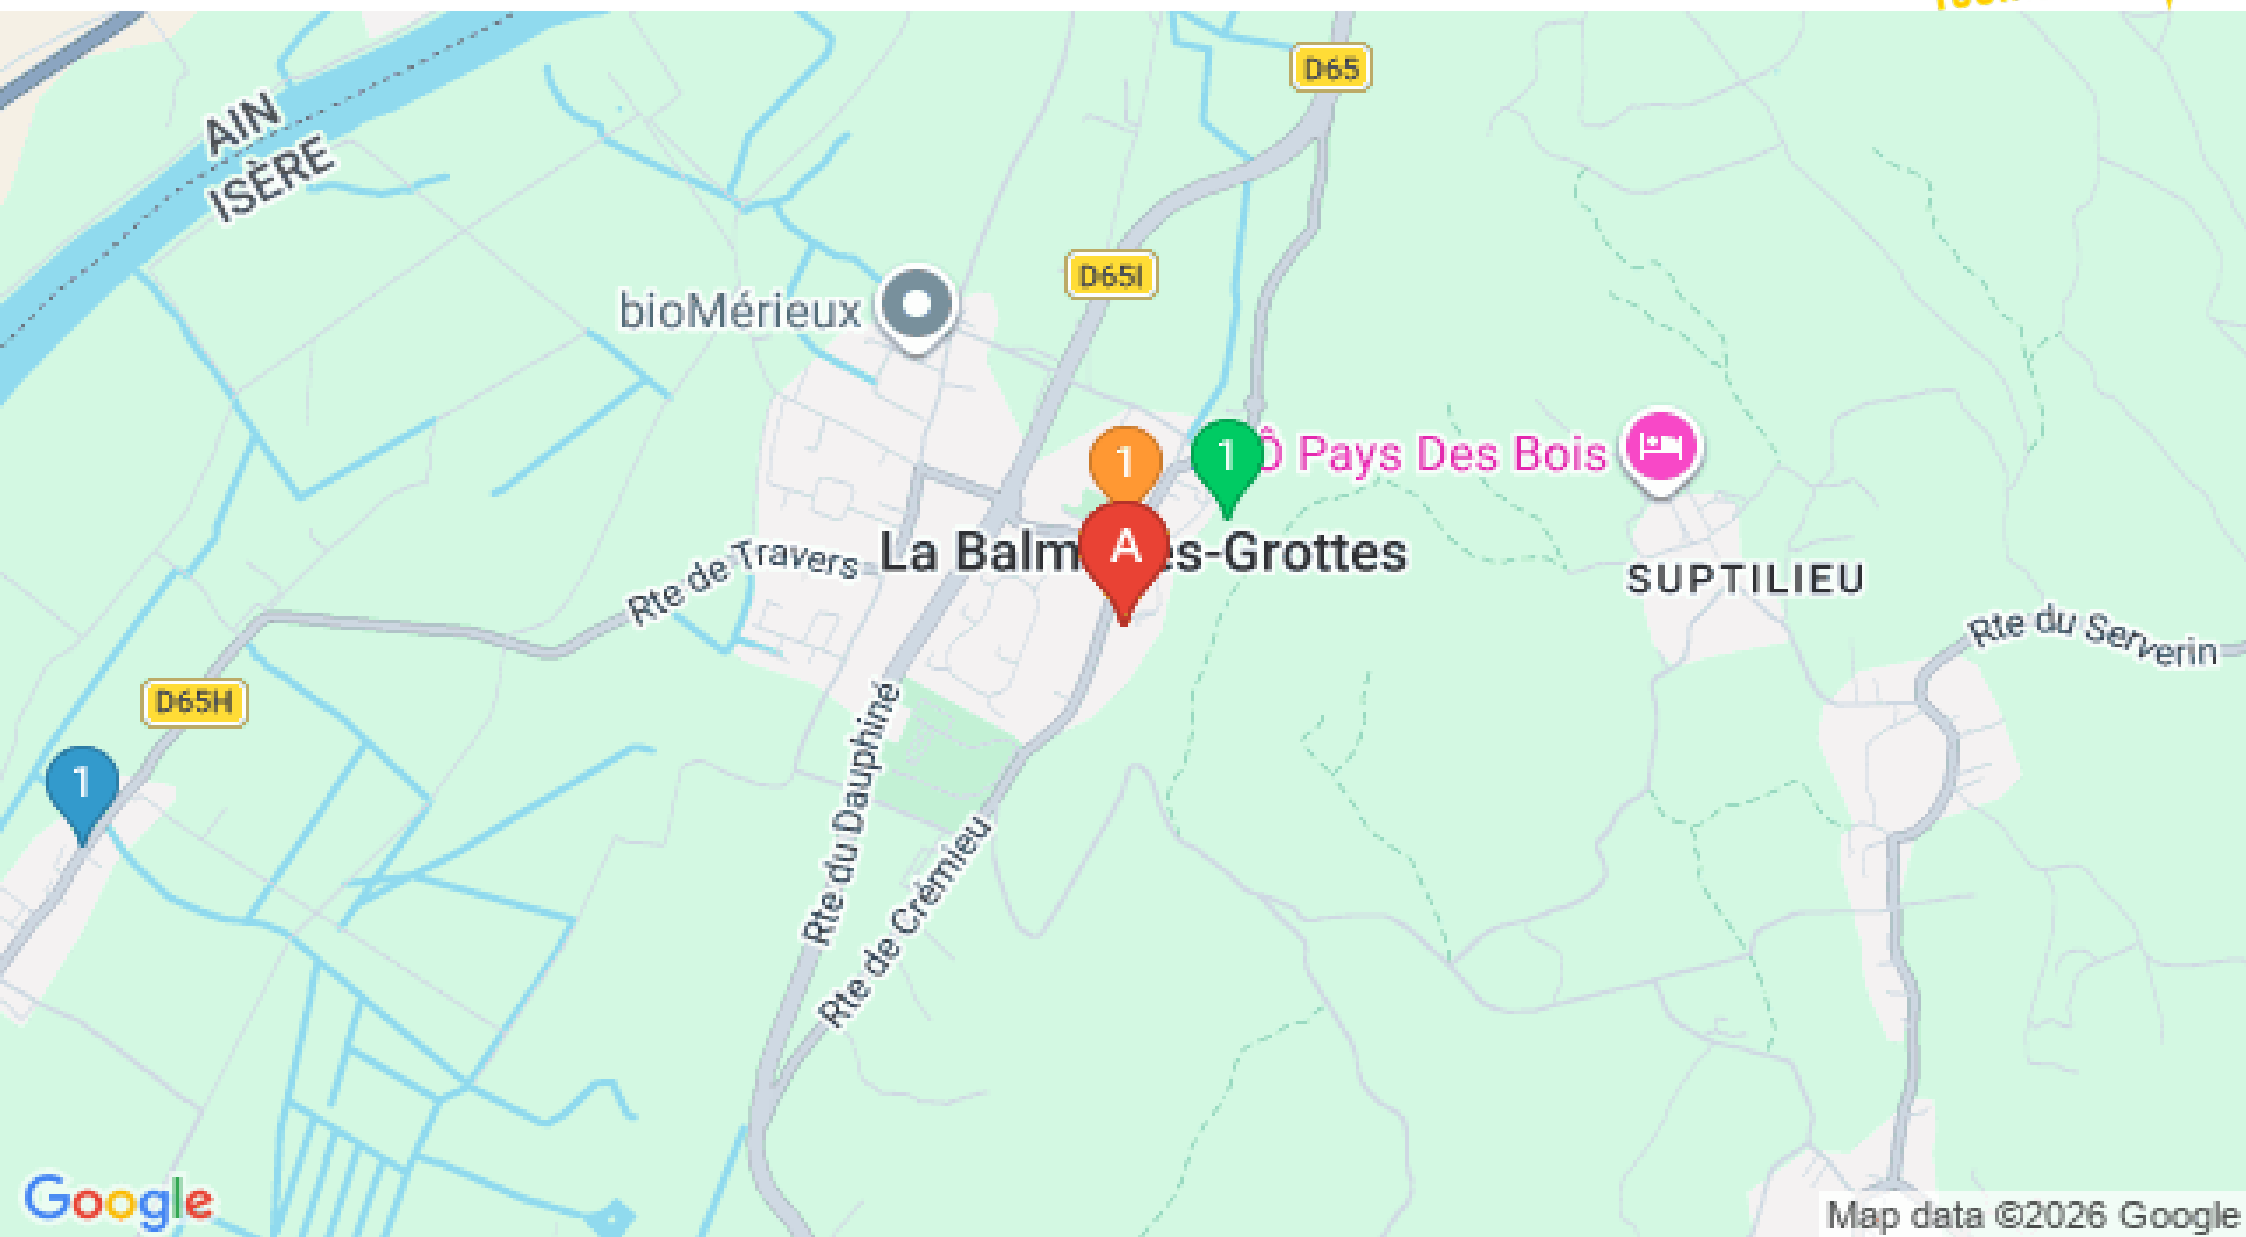 D65
AIN
ISÈRE
D65I
bioMérieux
1
1
Ô Pays Des Bois
A
La Balm es-Grottes
Rte de Travers
SUPTILIEU
Rte du Serverin
D65H
1
Rte du Dauphiné
Rte de Crémieu
Google
Map data ©2026 Google